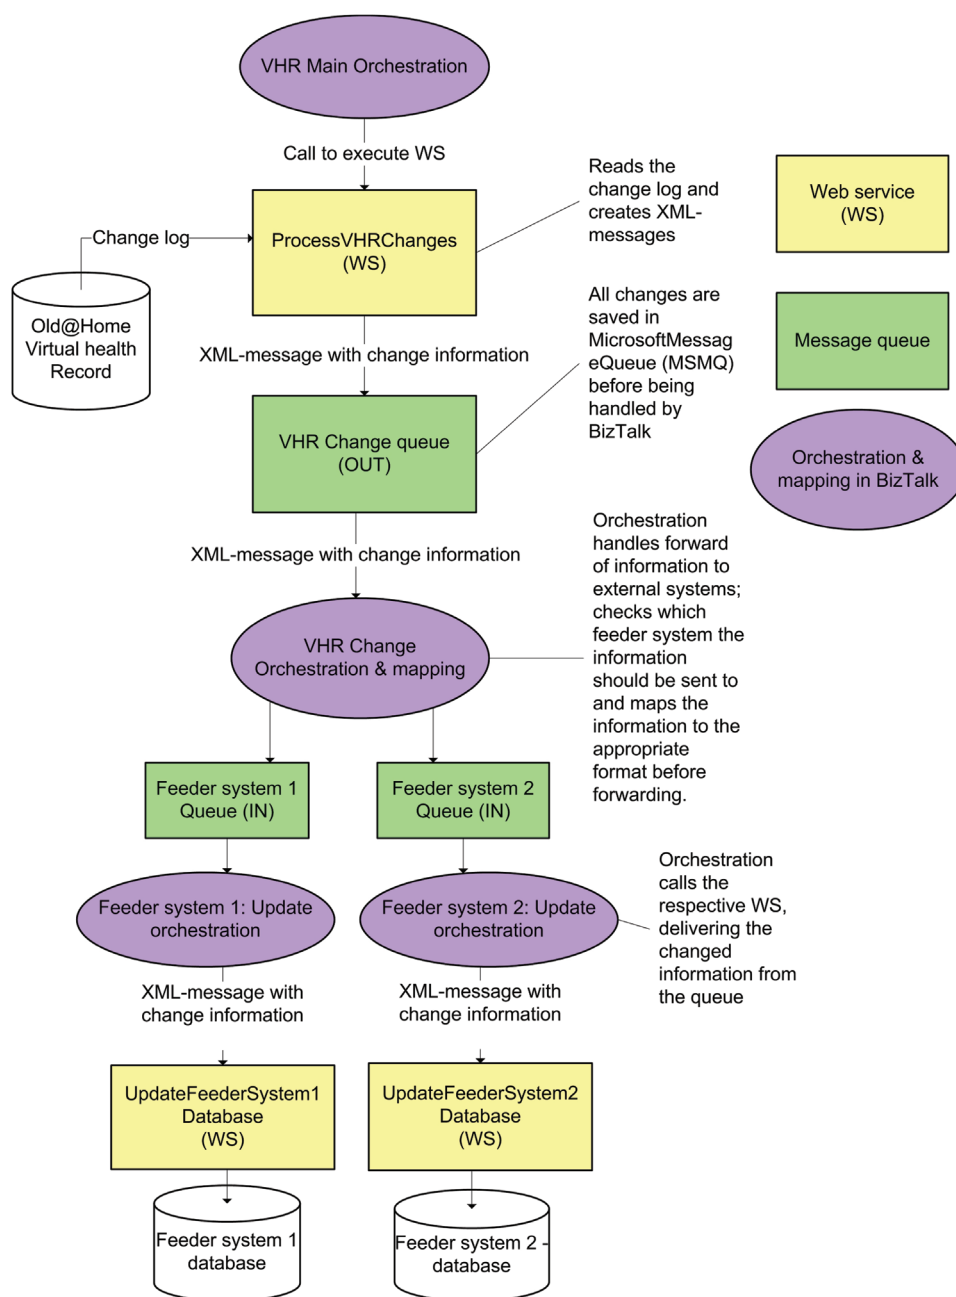 VHR Main Orchestration
Call to execute WS
Reads the
change log and
creates XML-
messages
Web service
(WS)
Change log
ProcessVHRChanges
(WS)
Old@Home
Virtual health
Record
XML-message with change information
All changes are
saved in
MicrosoftMessag
eQueue (MSMQ)
before being
handled by
BizTalk
Message queue
VHR Change queue
(OUT)
Orchestration &
mapping in BizTalk
XML-message with change information
Orchestration
handles forward
of information to
external systems;
checks which
feeder system the
information
should be sent to
and maps the
information to the
appropriate
format before
forwarding.
VHR Change
Orchestration & mapping
Feeder system 1
Queue (IN)
Feeder system 2
Queue (IN)
Feeder system 1: Update
orchestration
Feeder system 2: Update
orchestration
Orchestration
calls the
respective WS,
delivering the
changed
information from
the queue
XML-message with
change information
XML-message with
change information
UpdateFeederSystem1
Database
(WS)
UpdateFeederSystem2
Database
(WS)
Feeder system 1
database
Feeder system 2 -
database